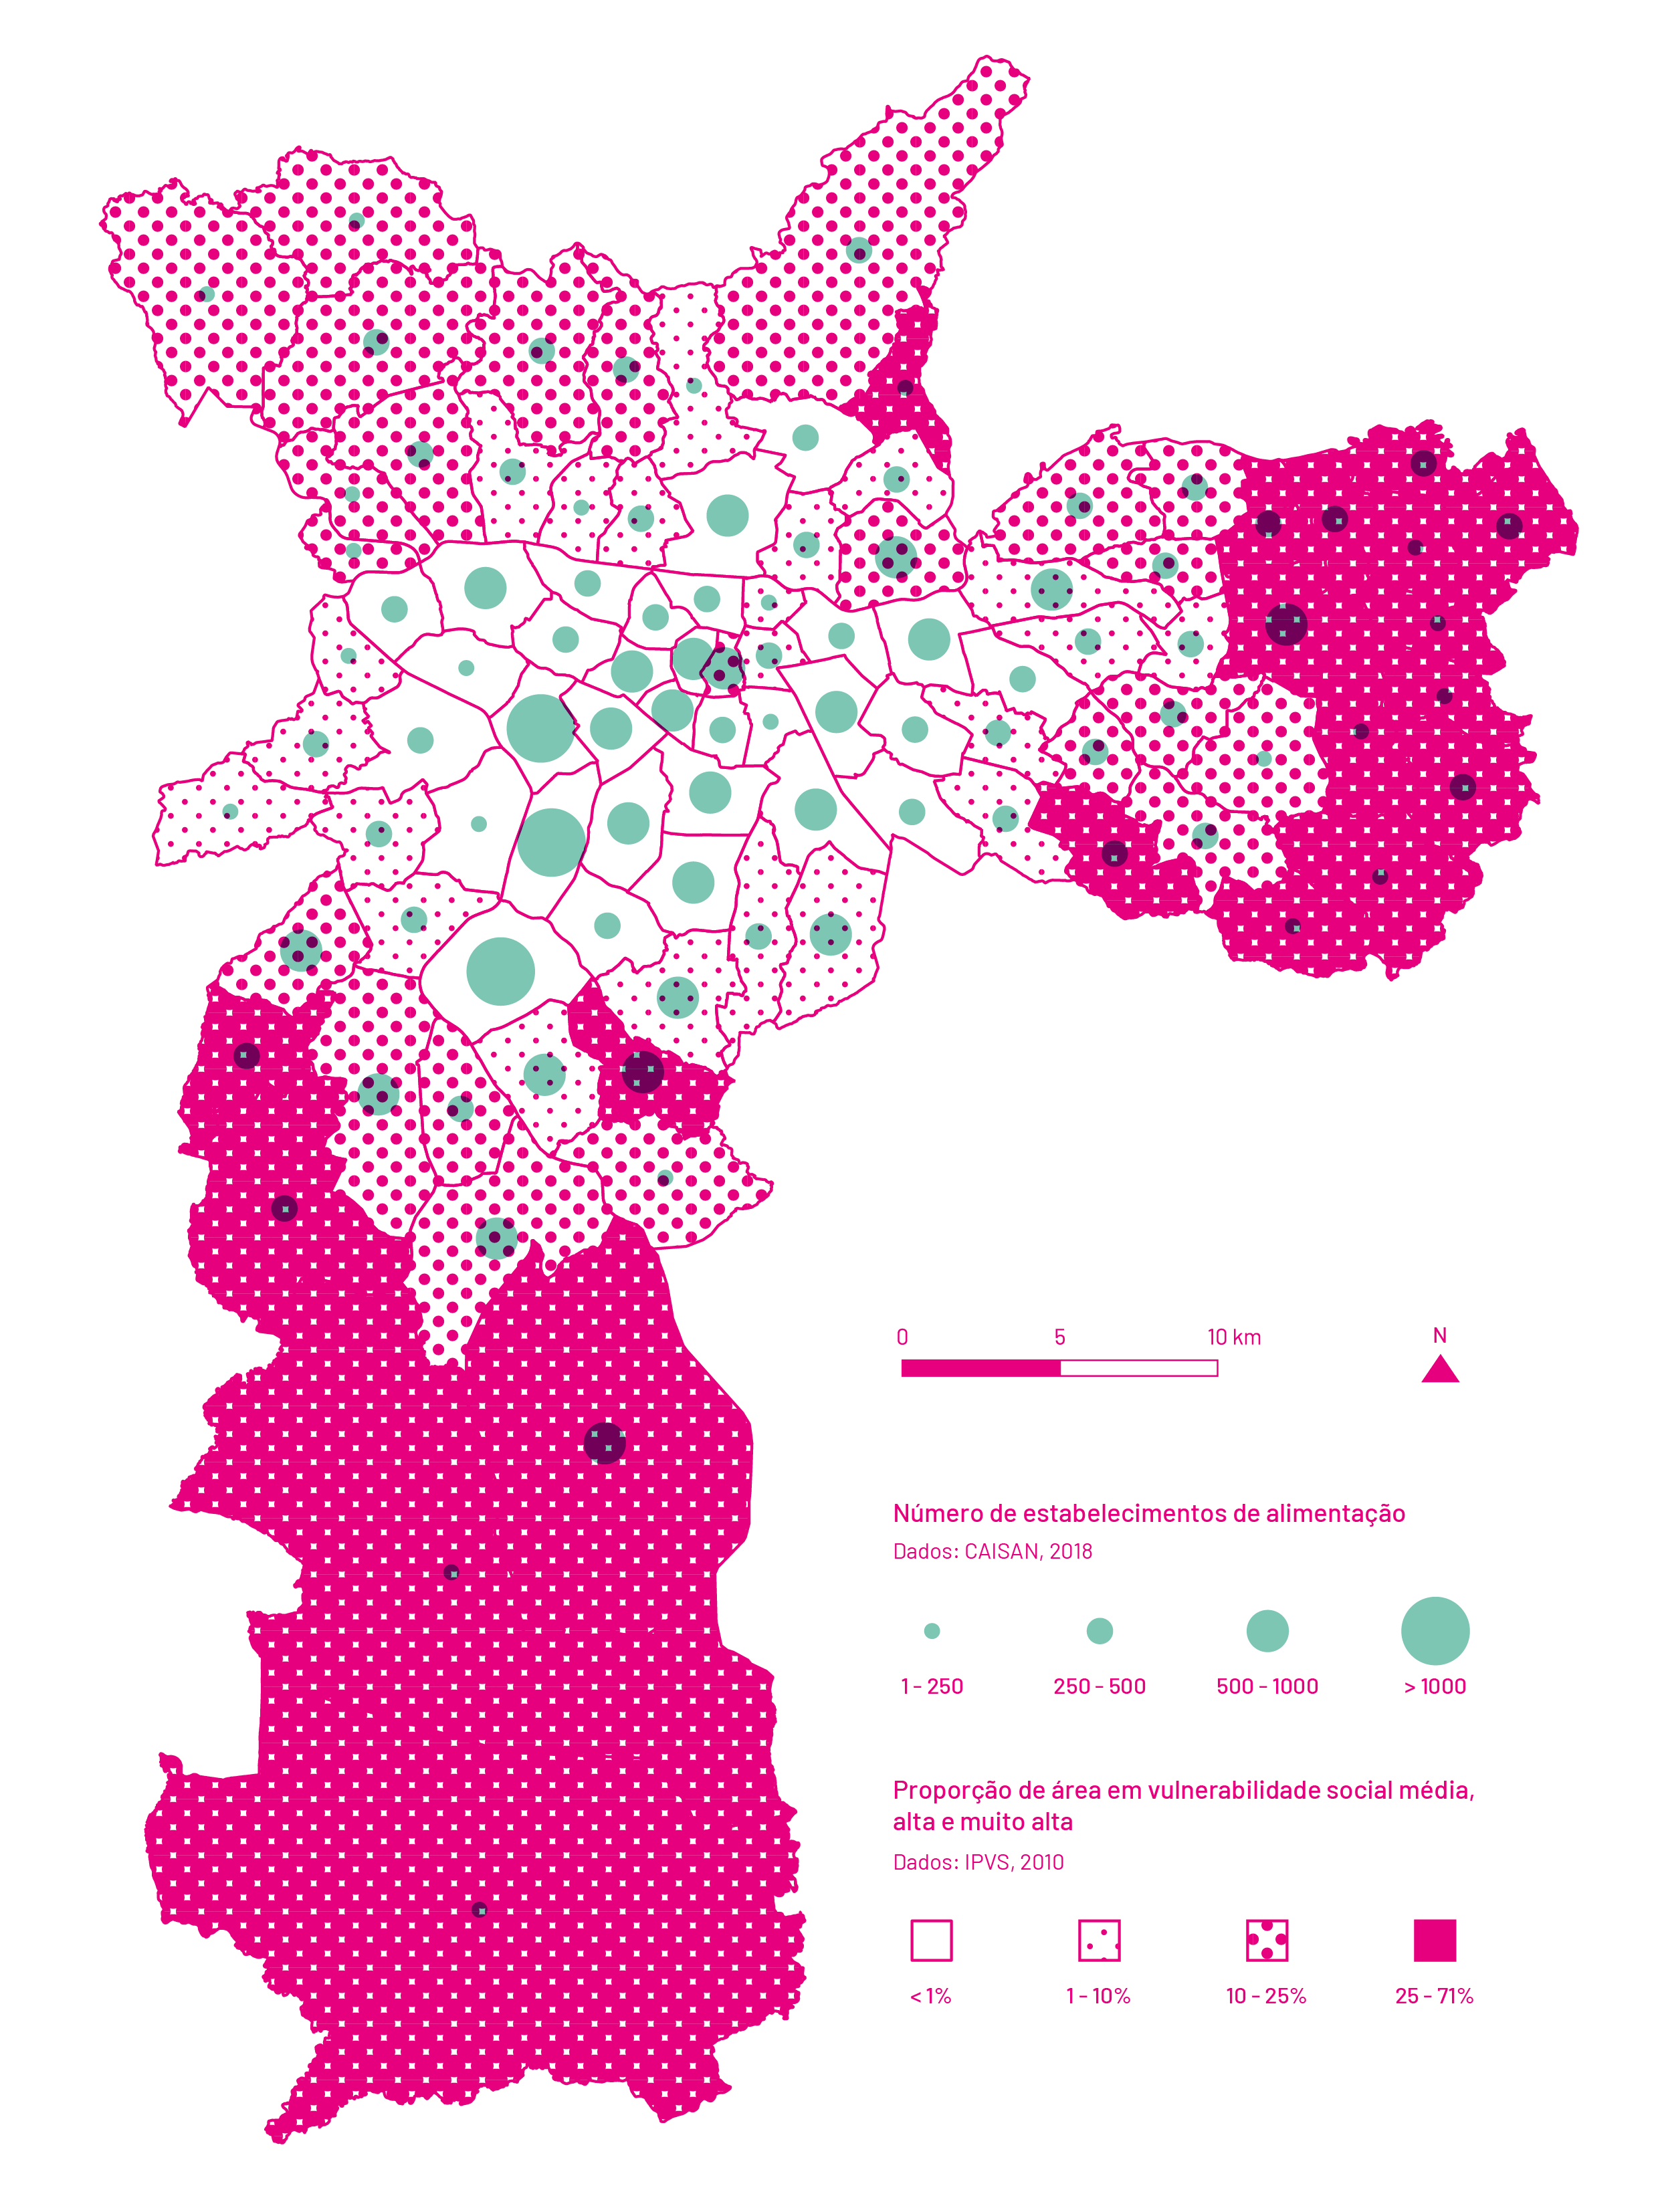 0 5 10 km N
Número de estabelecimentos de alimentação
Dados: CAISAN, 2018
1 - 250 250 - 500 500 - 1000 > 1000
Proporção de área em vulnerabilidade social média,
alta e muito alta
Dados: IPVS, 2010
< 1% 1 - 10% 10 - 25% 25 - 71%